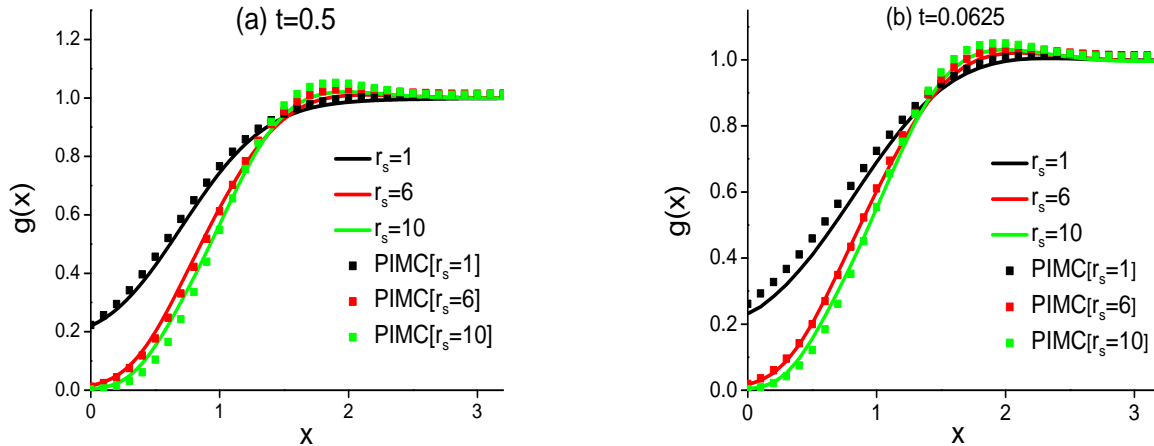 (a) t=0.5
g(x)
1.2
1.0
0.8
0.6
0.4
0.2
0.0
0 1 2 3
x
r_s=1
r_s=6
r_s=10
PIMC[r_s=1]
PIMC[r_s=6]
PIMC[r_s=10]
(b) t=0.0625
g(x)
1.0
0.8
0.6
0.4
0.2
0.0
0 1 2 3
x
r_s=1
r_s=6
r_s=10
PIMC[r_s=1]
PIMC[r_s=6]
PIMC[r_s=10]